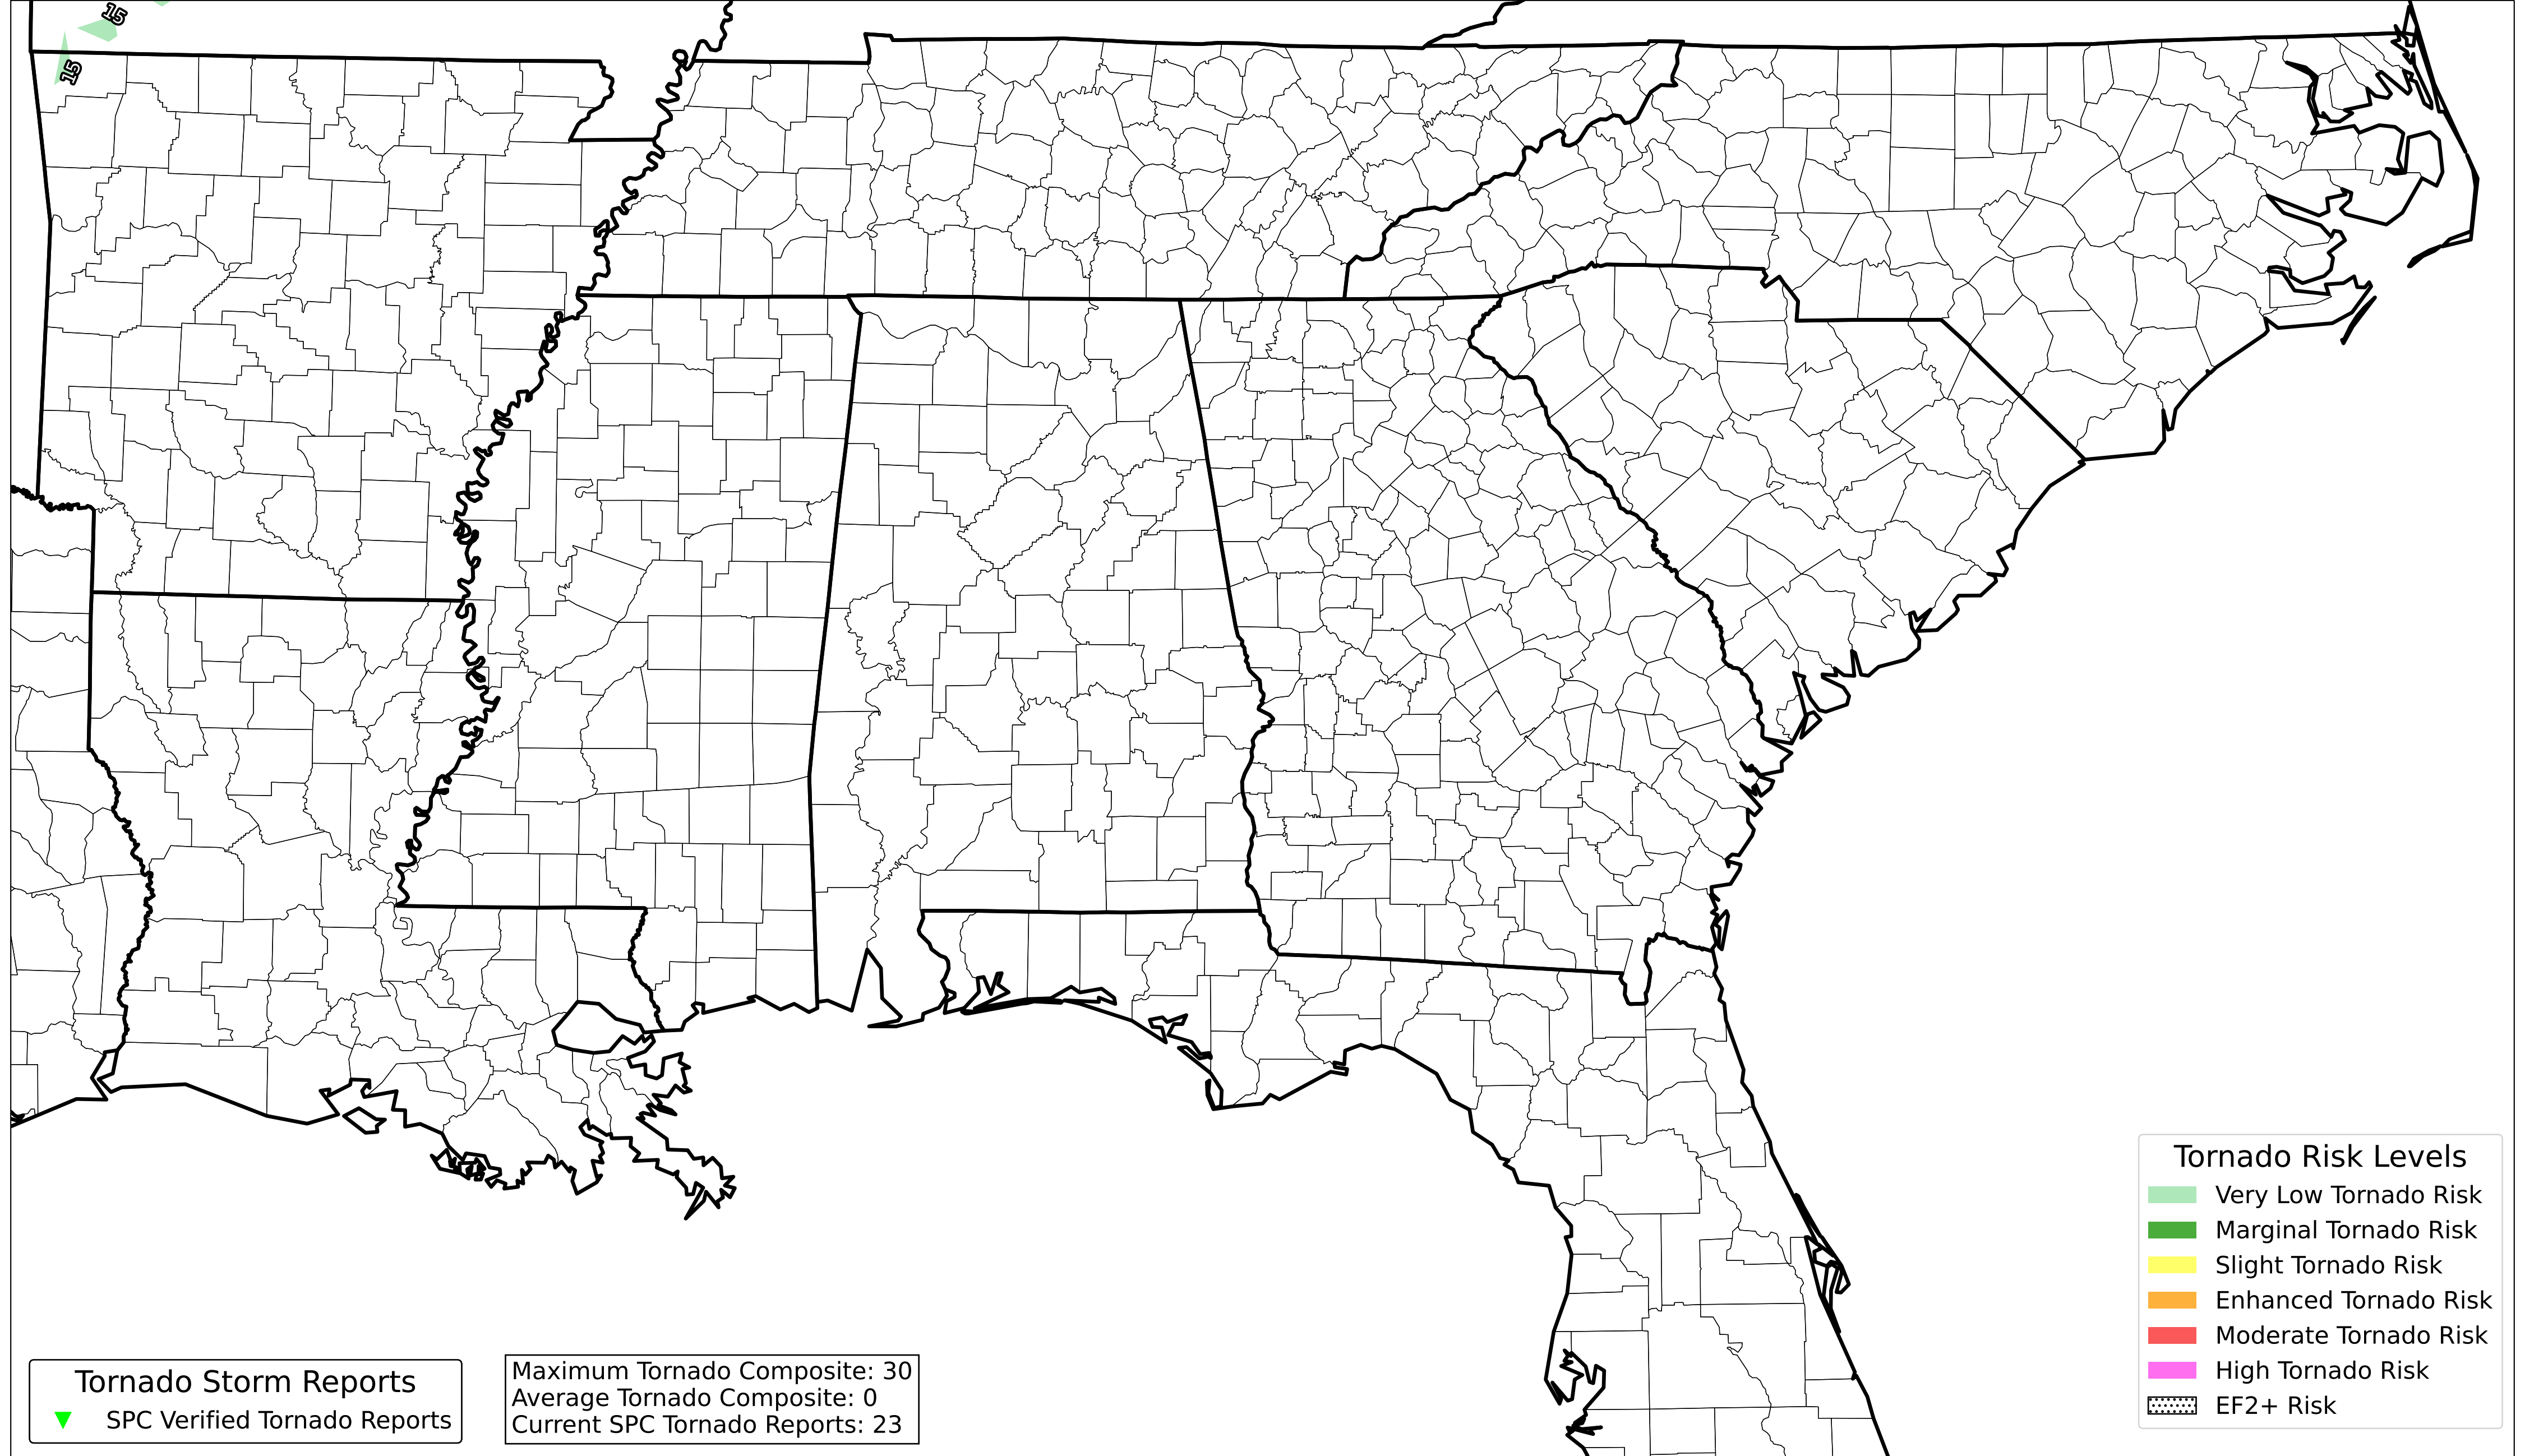 15
15
Tornado Risk Levels
Very Low Tornado Risk
Marginal Tornado Risk
Slight Tornado Risk
Enhanced Tornado Risk
Moderate Tornado Risk
High Tornado Risk
EF2+ Risk
Tornado Storm Reports
SPC Verified Tornado Reports
Maximum Tornado Composite: 30
Average Tornado Composite: 0
Current SPC Tornado Reports: 23